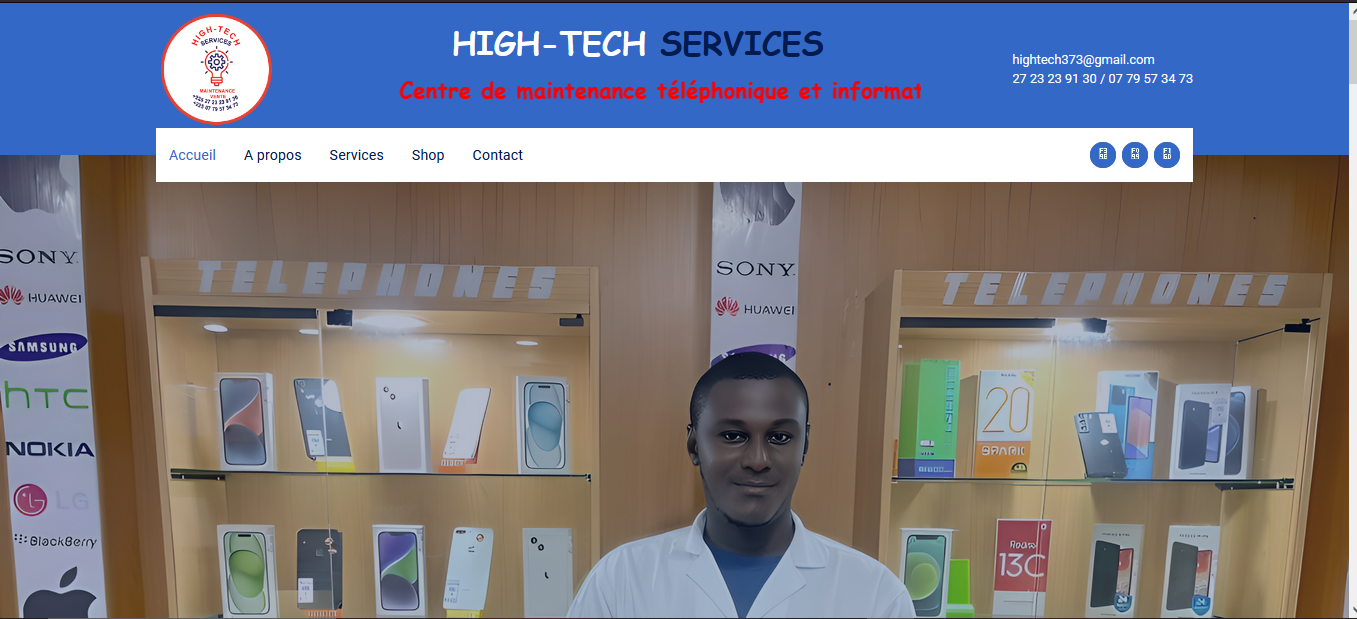 HIGH-TECH
SERVICES
MAINTENANCE
VENTE
+225 27 23 23 91 30
+225 07 79 57 34 73
HIGH-TECH SERVICES
Centre de maintenance téléphonique et informat
hightech373@gmail.com
27 23 23 91 30 / 07 79 57 34 73
Accueil
A propos
Services
Shop
Contact
SONY
HUAWEI
SAMSUNG
hTC
NOKIA
LG
BlackBerry
TELEPHONES
SONY
HUAWEI
TELEPHONES
20
13C